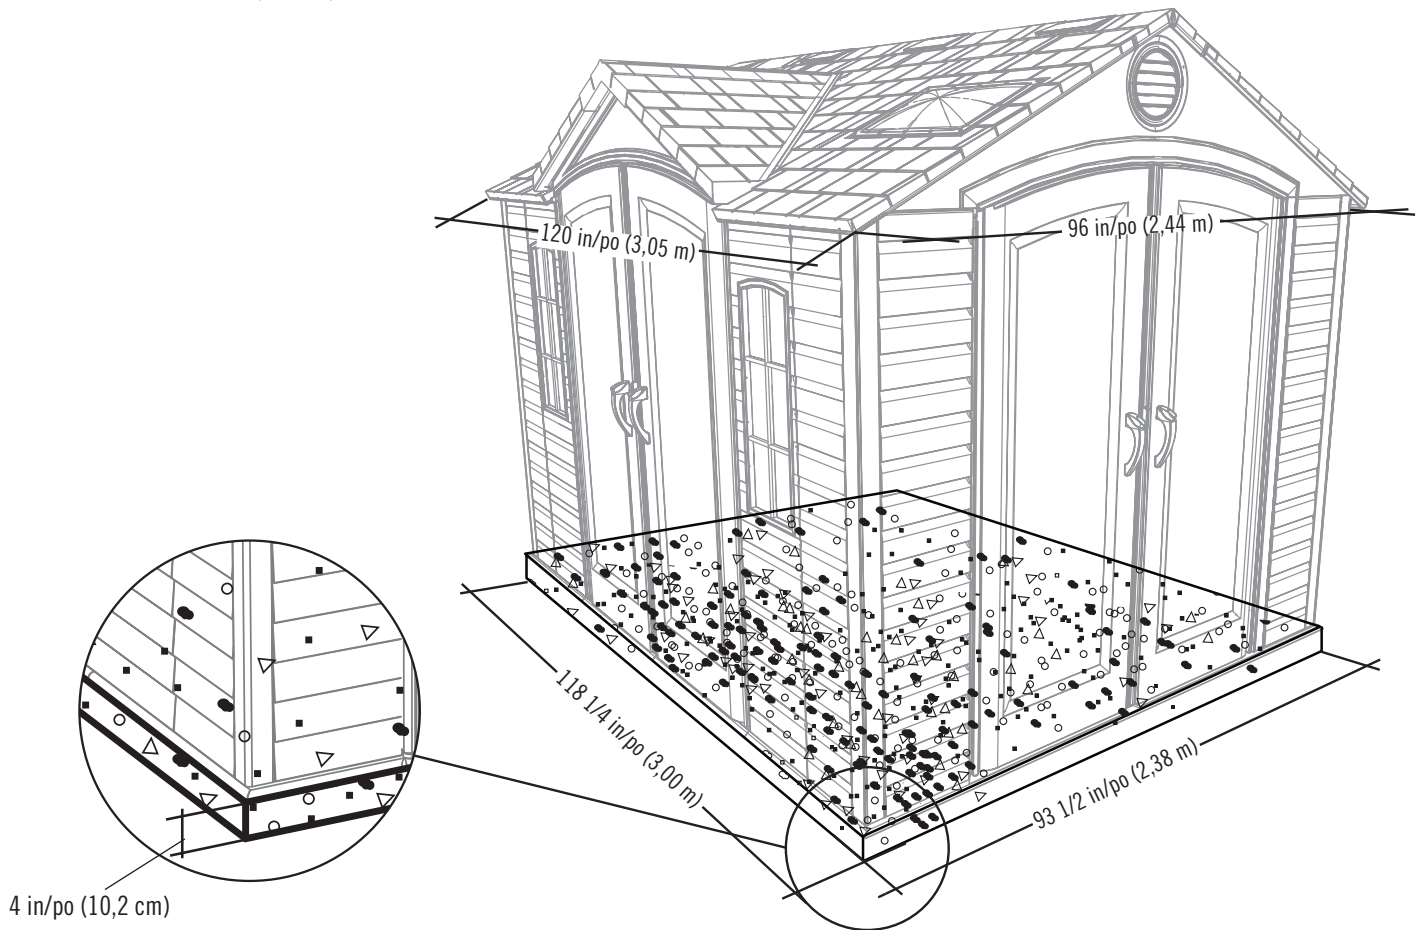 120 in/po (3,05 m)
96 in/po (2,44 m)
118 1/4 in/po (3,00 m)
93 1/2 in/po (2,38 m)
4 in/po (10,2 cm)